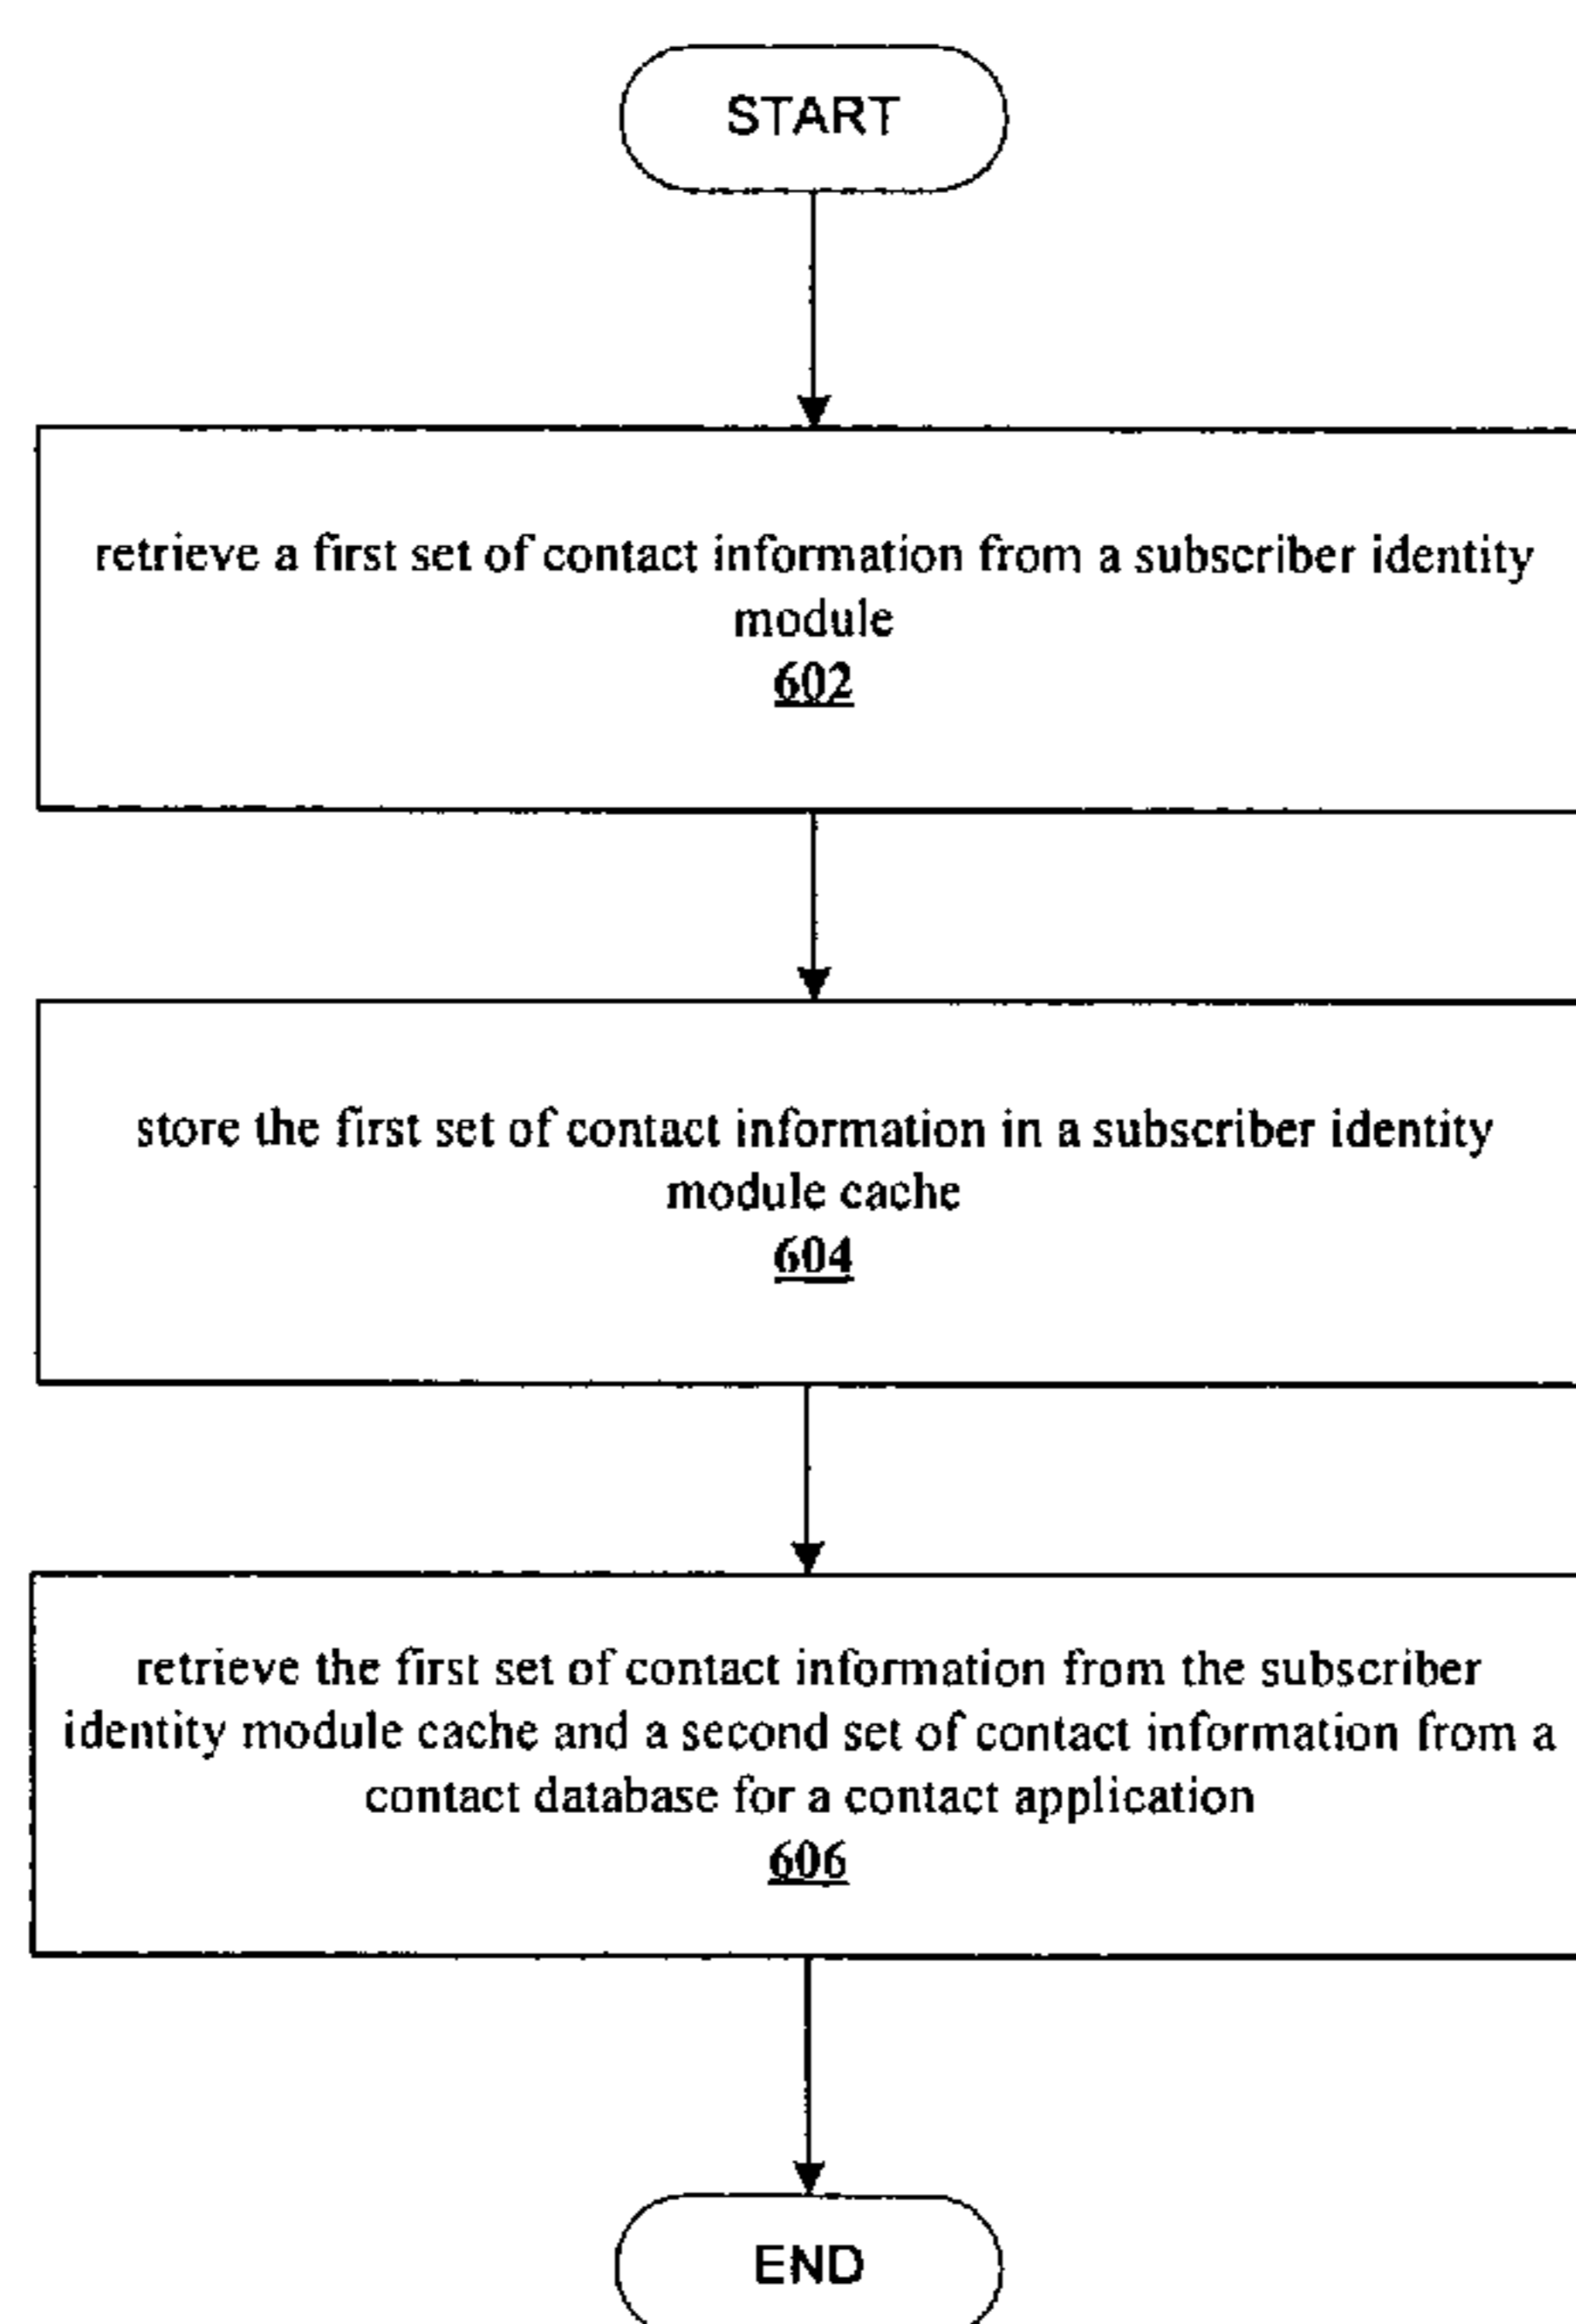 START
retrieve a first set of contact information from a subscriber identity
module
602
store the first set of contact information in a subscriber identity
module cache
604
retrieve the first set of contact information from the subscriber
identity module cache and a second set of contact information from a
contact database for a contact application
606
END